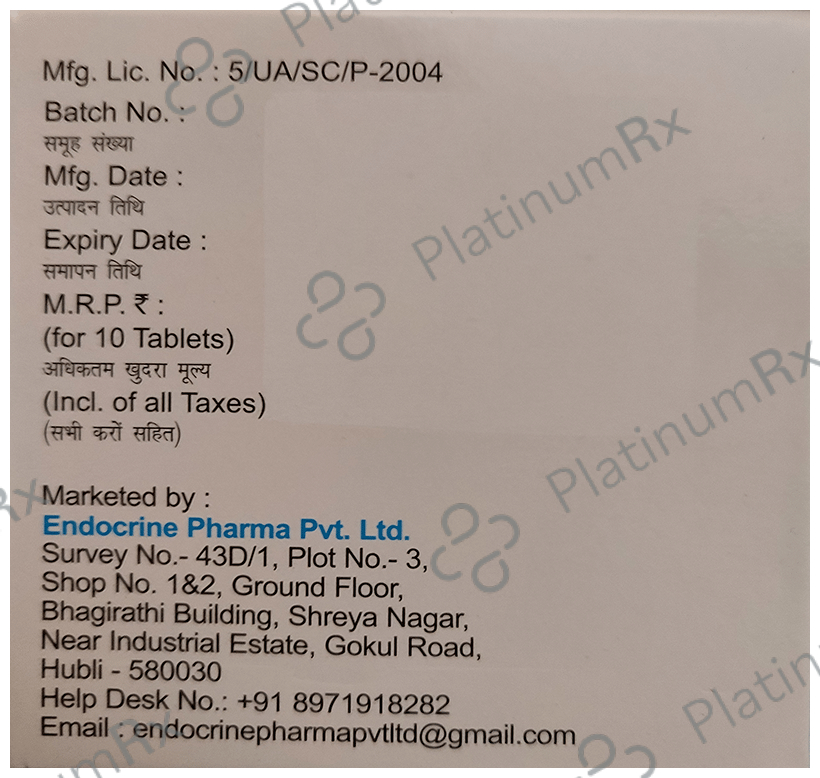 Mfg. Lic. No. : 5/UA/SC/P-2004
Batch No. :
समूह संख्या
Mfg. Date :
उत्पादन तिथि
Expiry Date :
समापन तिथि
M.R.P. ₹ :
(for 10 Tablets)
अधिकतम खुदरा मूल्य
(Incl. of all Taxes)
(सभी करों सहित)
Marketed by :
Endocrine Pharma Pvt. Ltd.
Survey No.- 43D/1, Plot No.- 3,
Shop No. 1&2, Ground Floor,
Bhagirathi Building, Shreya Nagar,
Near Industrial Estate, Gokul Road,
Hubli - 580030
Help Desk No.: +91 8971918282
Email : endocrinepharmapvtltd@gmail.com
PlatinumRx
PlatinumRx